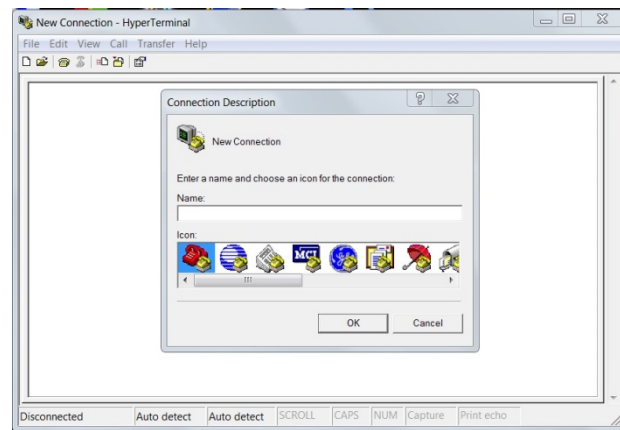 New Connection - HyperTerminal
File Edit View Call Transfer Help
Connection Description
New Connection
Enter a name and choose an icon for the connection:
Name:
Icon:
MCI
OK Cancel
Disconnected Auto detect Auto detect SCROLL CAPS NUM Capture Print echo